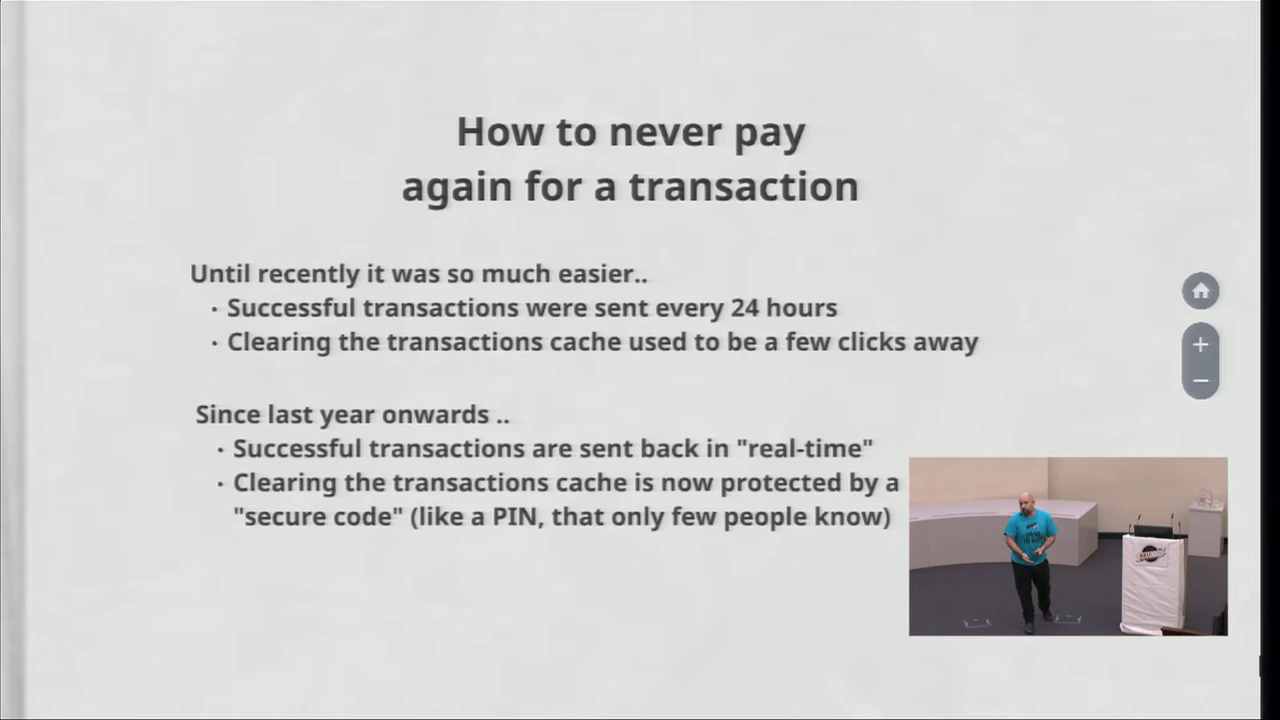 How to never pay
again for a transaction
Until recently it was so much easier..
· Successful transactions were sent every 24 hours
· Clearing the transactions cache used to be a few clicks away
Since last year onwards ..
· Successful transactions are sent back in "real-time"
· Clearing the transactions cache is now protected by a
"secure code" (like a PIN, that only few people know)